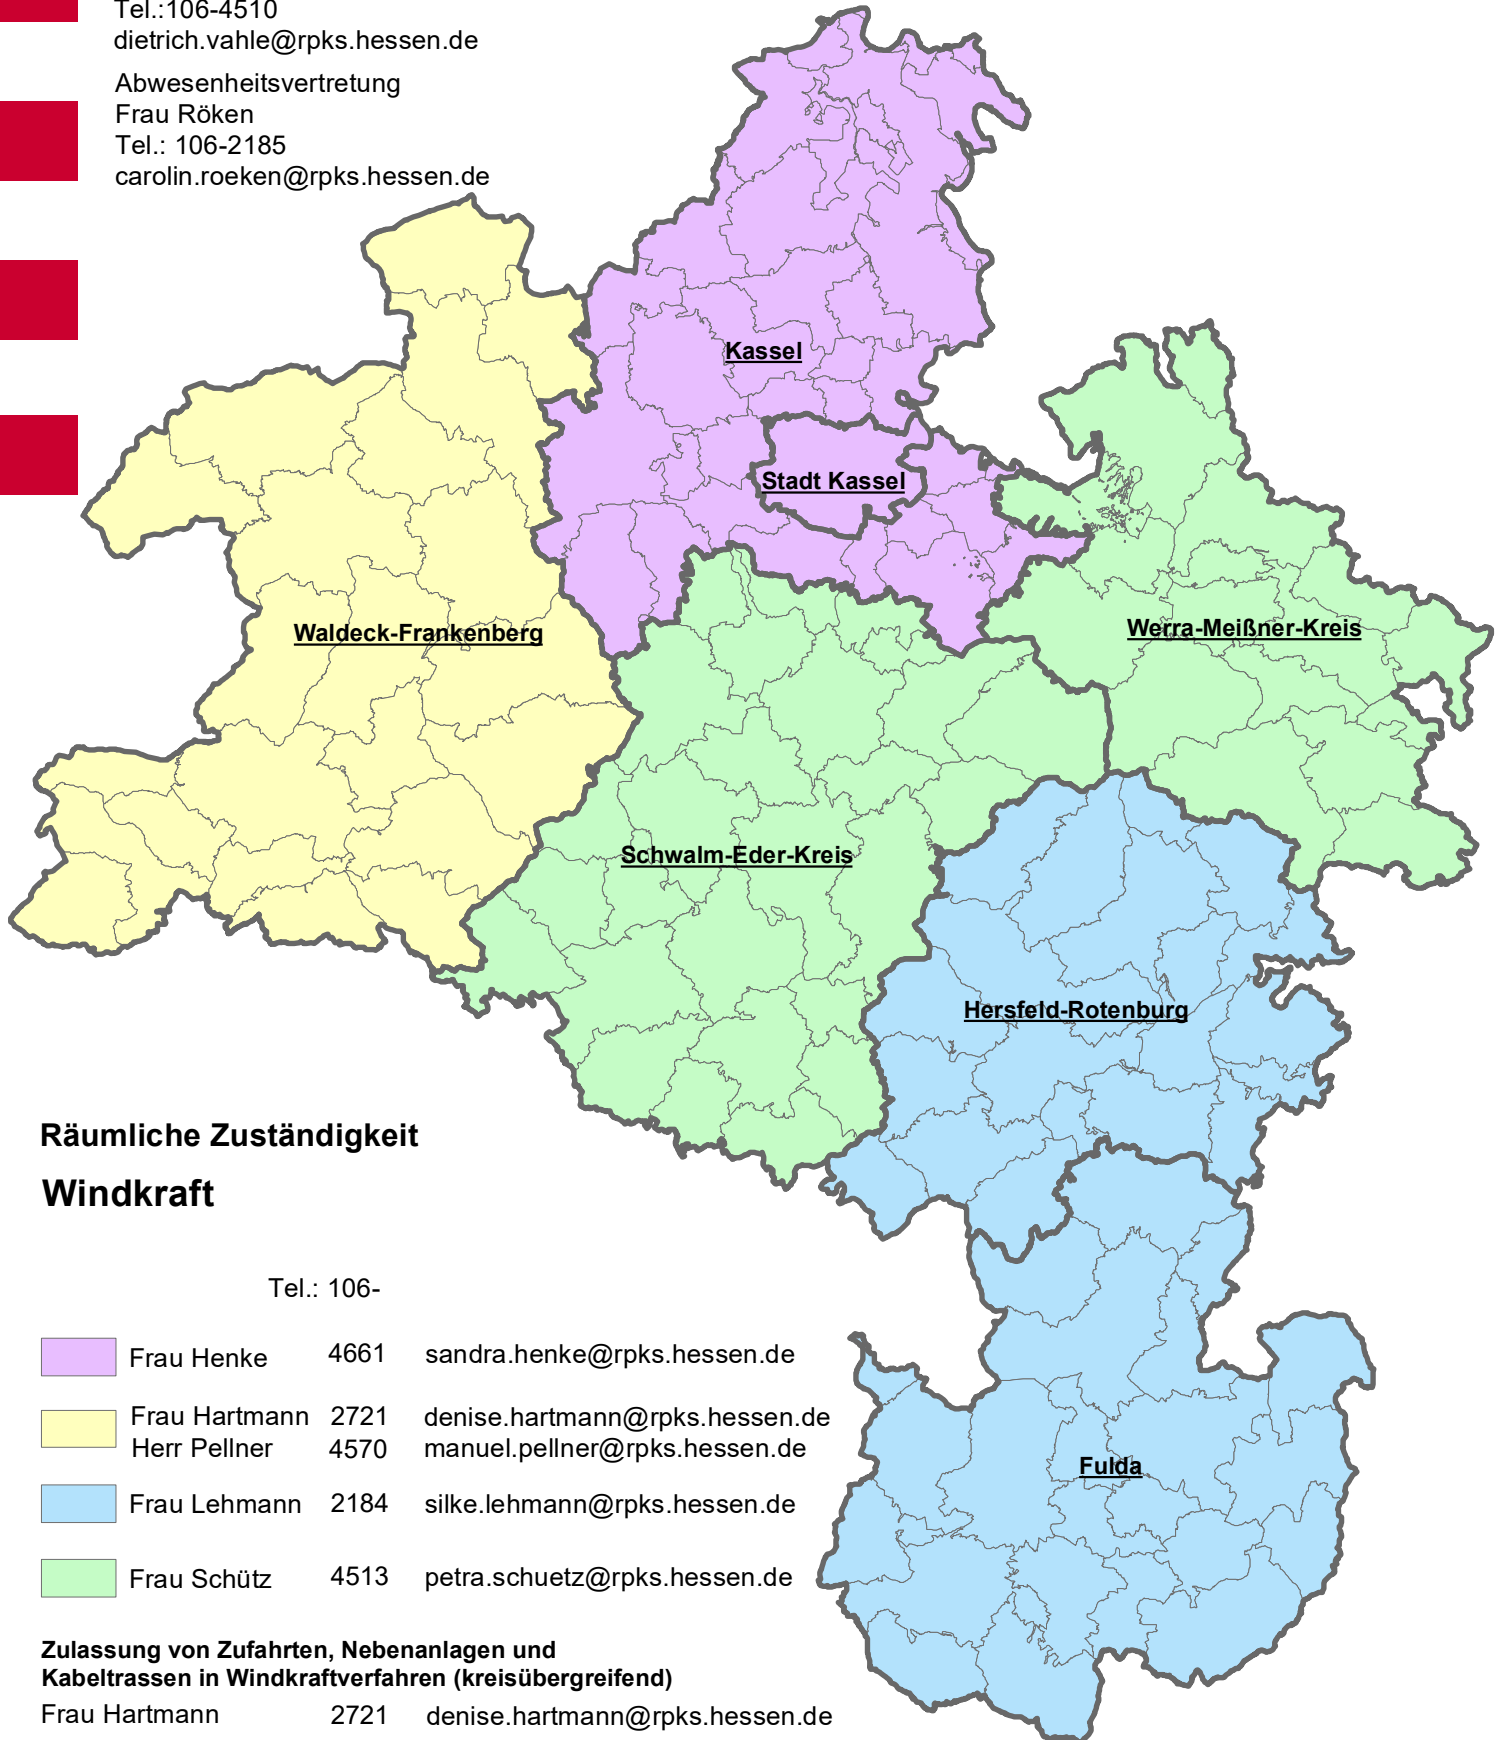 Tel.:106-4510
dietrich.vahle@rpks.hessen.de
Abwesenheitsvertretung
Frau Röken
Tel.: 106-2185
carolin.roeken@rpks.hessen.de
Kassel
Stadt Kassel
Waldeck-Frankenberg
Werra-Meißner-Kreis
Schwalm-Eder-Kreis
Hersfeld-Rotenburg
Fulda
Räumliche Zuständigkeit
Windkraft
Tel.: 106-
Frau Henke 4661 sandra.henke@rpks.hessen.de
Frau Hartmann 2721 denise.hartmann@rpks.hessen.de
Herr Pellner 4570 manuel.pellner@rpks.hessen.de
Frau Lehmann 2184 silke.lehmann@rpks.hessen.de
Frau Schütz 4513 petra.schuetz@rpks.hessen.de
Zulassung von Zufahrten, Nebenanlagen und
Kabeltrassen in Windkraftverfahren (kreisübergreifend)
Frau Hartmann 2721 denise.hartmann@rpks.hessen.de